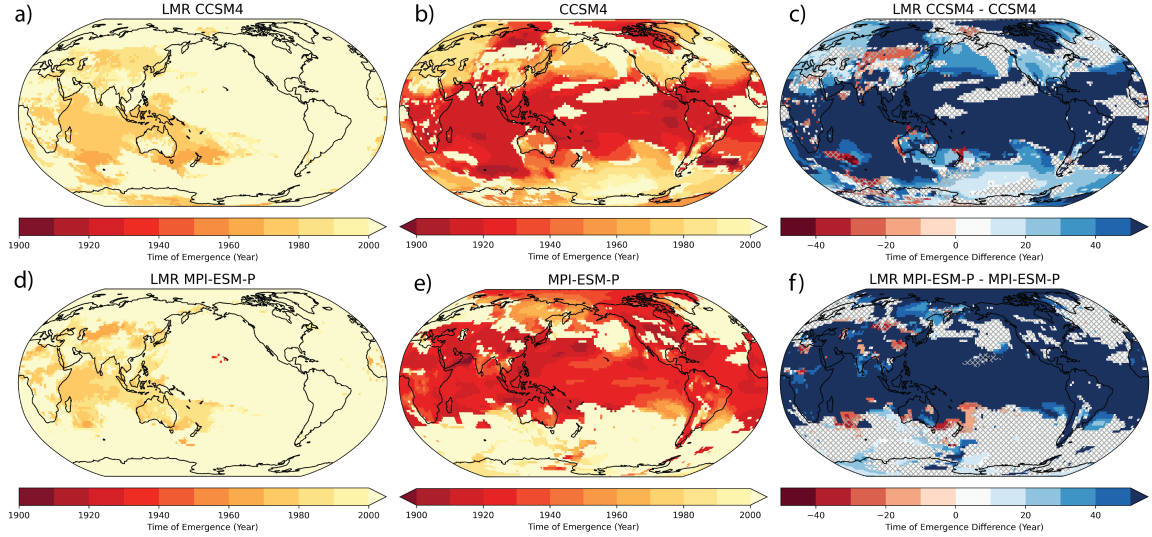 a) LMR CCSM4
b) CCSM4
c) LMR CCSM4 - CCSM4
1900 1920 1940 1960 1980 2000
Time of Emergence (Year)
1900 1920 1940 1960 1980 2000
Time of Emergence (Year)
−40 −20 0 20 40
Time of Emergence Difference (Year)
d) LMR MPI-ESM-P
e) MPI-ESM-P
f) LMR MPI-ESM-P - MPI-ESM-P
1900 1920 1940 1960 1980 2000
Time of Emergence (Year)
1900 1920 1940 1960 1980 2000
Time of Emergence (Year)
−40 −20 0 20 40
Time of Emergence Difference (Year)